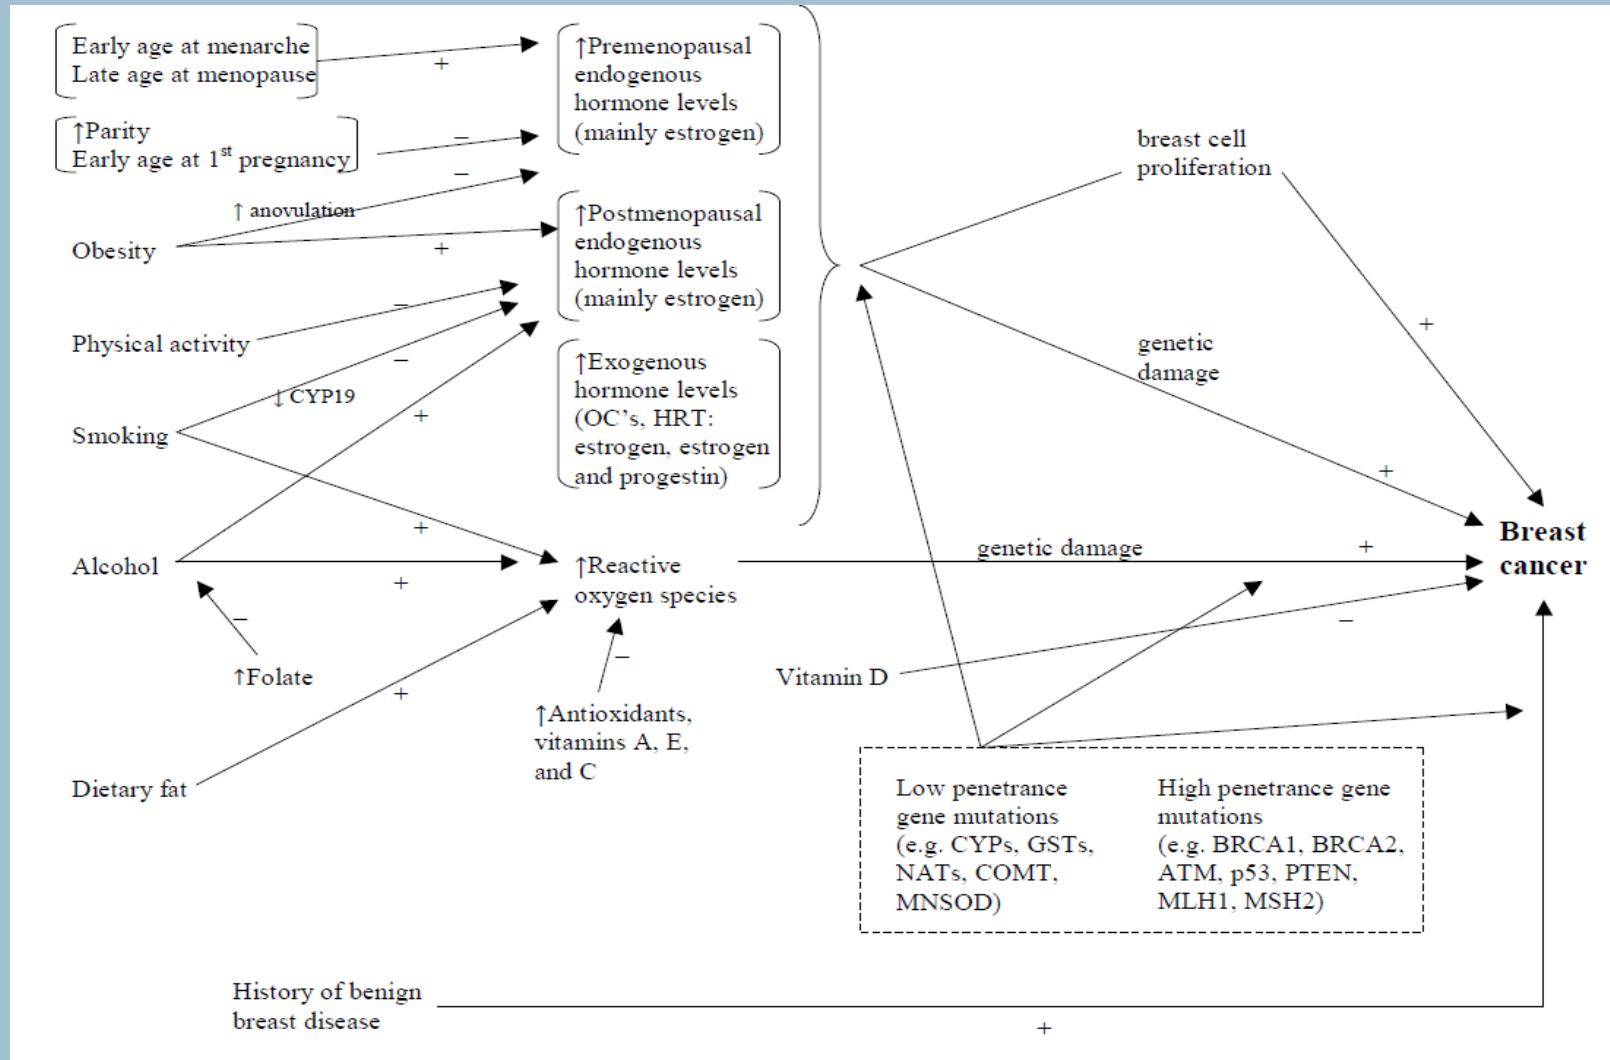 Early age at menarche
Late age at menopause
+
↑Premenopausal
endogenous
hormone levels
(mainly estrogen)
↑Parity
Early age at 1st pregnancy
–
–
↑ anovulation
Obesity
+
↑Postmenopausal
endogenous
hormone levels
(mainly estrogen)
Physical activity
–
–
↓ CYP19
Smoking
+
↑Exogenous
hormone levels
(OC's, HRT:
estrogen, estrogen
and progestin)
breast cell
proliferation
+
genetic
damage
+
+
Alcohol
+
↑Reactive
oxygen species
genetic damage
+
Breast
cancer
–
↑Folate
–
↑Antioxidants,
vitamins A, E,
and C
Vitamin D
–
+
Dietary fat
Low penetrance
gene mutations
(e.g. CYPs, GSTs,
NATs, COMT,
MNSOD)
High penetrance gene
mutations
(e.g. BRCA1, BRCA2,
ATM, p53, PTEN,
MLH1, MSH2)
History of benign
breast disease
+